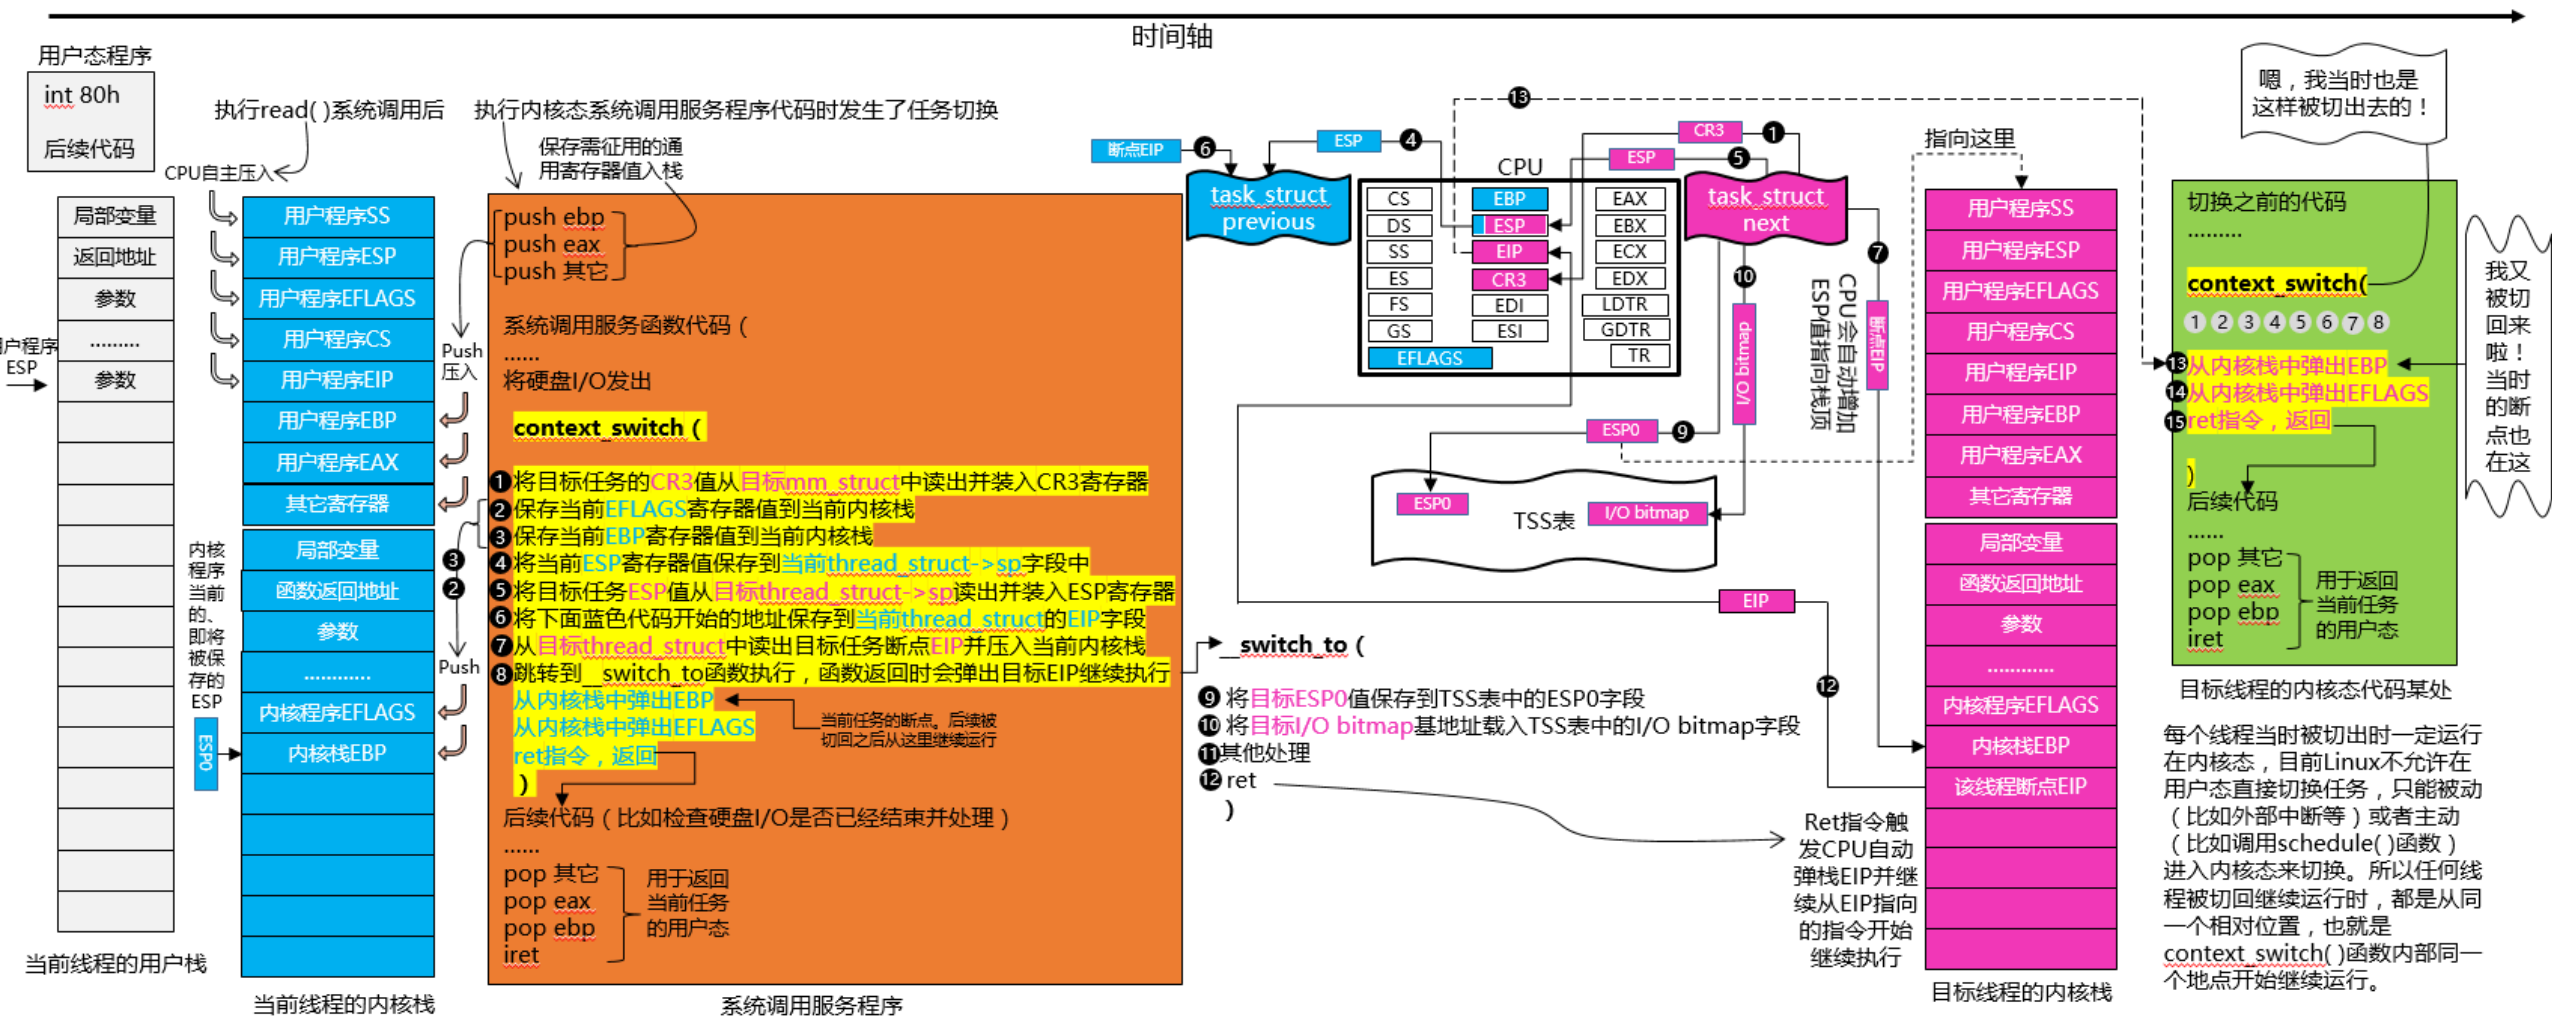 时间轴
用户态程序
int 80h
后续代码
执行read( )系统调用后
CPU自主压入
局部变量
返回地址
参数
.........
参数
户程序
ESP
当前线程的用户栈
用户程序SS
用户程序ESP
用户程序EFLAGS
用户程序CS
用户程序EIP
用户程序EBP
用户程序EAX
其它寄存器
局部变量
函数返回地址
参数
............
内核程序EFLAGS
内核栈EBP
当前线程的内核栈
内核
程序
当前
的、
即将
被保
存的
ESP
ESP0
Push
压入
3
2
Push
执行内核态系统调用服务程序代码时发生了任务切换
保存需征用的通
用寄存器值入栈
push ebp
push eax
push 其它
系统调用服务函数代码（
......
将硬盘I/O发出
context_switch（
1 将目标任务的CR3值从目标mm_struct中读出并装入CR3寄存器
2 保存当前EFLAGS寄存器值到当前内核栈
3 保存当前EBP寄存器值到当前内核栈
4 将当前ESP寄存器值保存到当前thread_struct->sp字段中
5 将目标任务ESP值从目标thread_struct->sp读出并装入ESP寄存器
6 将下面蓝色代码开始的地址保存到当前thread_struct的EIP字段
7 从目标thread_struct中读出目标任务断点EIP并压入当前内核栈
8 跳转到__switch_to函数执行，函数返回时会弹出目标EIP继续执行
从内核栈中弹出EBP
从内核栈中弹出EFLAGS
ret指令，返回
）
当前任务的断点。后续被
切回之后从这里继续运行
后续代码（比如检查硬盘I/O是否已经结束并处理）
......
pop 其它
pop eax
pop ebp
iret
用于返回
当前任务
的用户态
系统调用服务程序
断点EIP
6
ESP
4
task_struct
previous
13
CR3
1
ESP
5
CPU
CS
DS
SS
ES
FS
GS
EFLAGS
EBP
ESP
EIP
CR3
EDI
ESI
EAX
EBX
ECX
EDX
LDTR
GDTR
TR
task_struct
next
10
I/O bitmap
7
断点EIP
CPU会自动增加
ESP值指向栈顶
ESP0
9
ESP0
TSS表
I/O bitmap
EIP
12
__switch_to（
9 将目标ESP0值保存到TSS表中的ESP0字段
10 将目标I/O bitmap基地址载入TSS表中的I/O bitmap字段
11 其他处理
12 ret
）
Ret指令触
发CPU自动
弹栈EIP并继
续从EIP指向
的指令开始
继续执行
指向这里
用户程序SS
用户程序ESP
用户程序EFLAGS
用户程序CS
用户程序EIP
用户程序EBP
用户程序EAX
其它寄存器
局部变量
函数返回地址
参数
............
内核程序EFLAGS
内核栈EBP
该线程断点EIP
目标线程的内核栈
嗯，我当时也是
这样被切出去的！
切换之前的代码
.........
context_switch(
1 2 3 4 5 6 7 8
13 从内核栈中弹出EBP
14 从内核栈中弹出EFLAGS
15 ret指令，返回
)
后续代码
......
pop 其它
pop eax
pop ebp
iret
用于返回
当前任务
的用户态
目标线程的内核态代码某处
我又
被切
回来
啦！
当时
的断
点也
在这
每个线程当时被切出时一定运行
在内核态，目前Linux不允许在
用户态直接切换任务，只能被动
（比如外部中断等）或者主动
（比如调用schedule( )函数）
进入内核态来切换。所以任何线
程被切回继续运行时，都是从同
一个相对位置，也就是
context_switch( )函数内部同一
个地点开始继续运行。